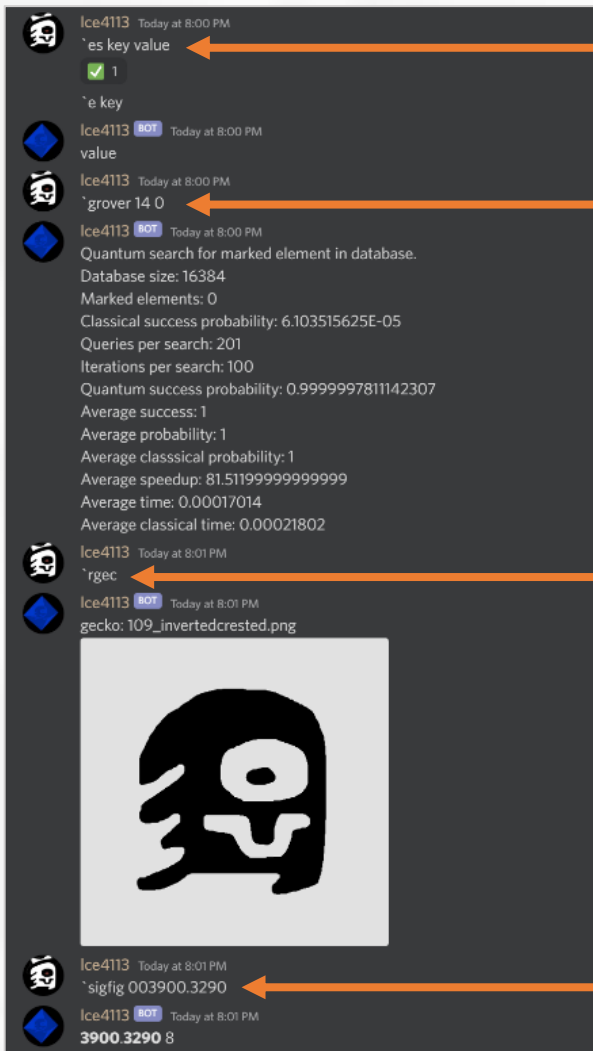 Ice4113 Today at 8:00 PM
`es key value
✅ 1
`e key
Ice4113 BOT Today at 8:00 PM
value
Ice4113 Today at 8:00 PM
`grover 14 0
Ice4113 BOT Today at 8:00 PM
Quantum search for marked element in database.
Database size: 16384
Marked elements: 0
Classical success probability: 6.103515625E-05
Queries per search: 201
Iterations per search: 100
Quantum success probability: 0.9999997811142307
Average success: 1
Average probability: 1
Average classsical probability: 1
Average speedup: 81.51199999999999
Average time: 0.00017014
Average classical time: 0.00021802
Ice4113 Today at 8:01 PM
`rgec
Ice4113 BOT Today at 8:01 PM
gecko: 109_invertedcrested.png
Ice4113 Today at 8:01 PM
`sigfig 003900.3290
Ice4113 BOT Today at 8:01 PM
3900.3290 8